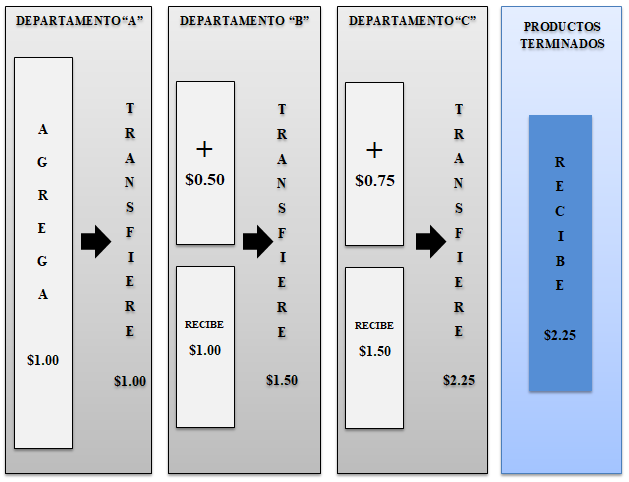 DEPARTAMENTO “A”
A
G
R
E
G
A
$1.00
T
R
A
N
S
F
I
E
R
E
$1.00
DEPARTAMENTO “B”
+
$0.50
RECIBE
$1.00
T
R
A
N
S
F
I
E
R
E
$1.50
DEPARTAMENTO “C”
+
$0.75
RECIBE
$1.50
T
R
A
N
S
F
I
E
R
E
$2.25
PRODUCTOS
TERMINADOS
R
E
C
I
B
E
$2.25